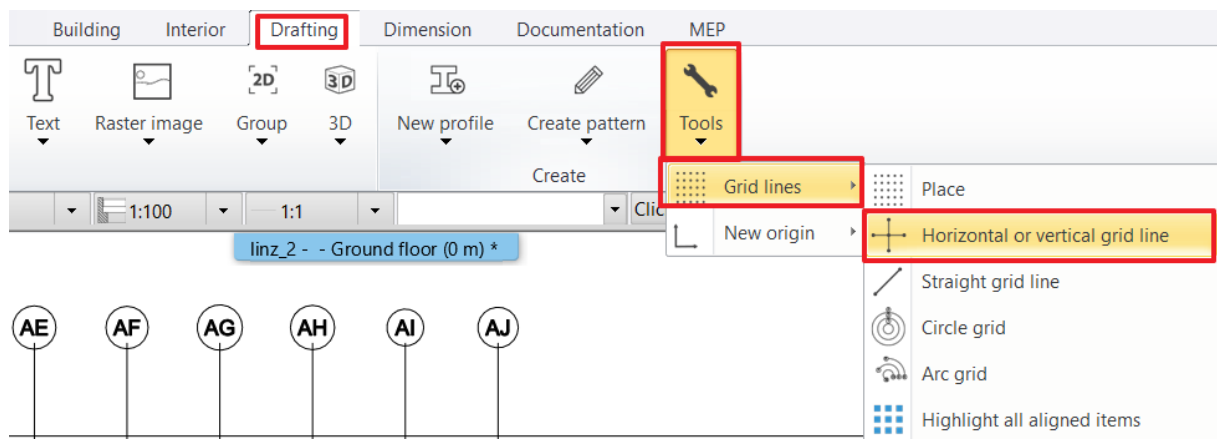 Building Interior Drafting Dimension Documentation MEP
T 2D 3D
Text Raster image Group 3D New profile Create pattern Tools
Create
Grid lines Place
1:100 1:1 Clic
New origin Horizontal or vertical grid line
linz_2 - - Ground floor (0 m) *
Straight grid line
AE AF AG AH AI AJ Circle grid
Arc grid
Highlight all aligned items